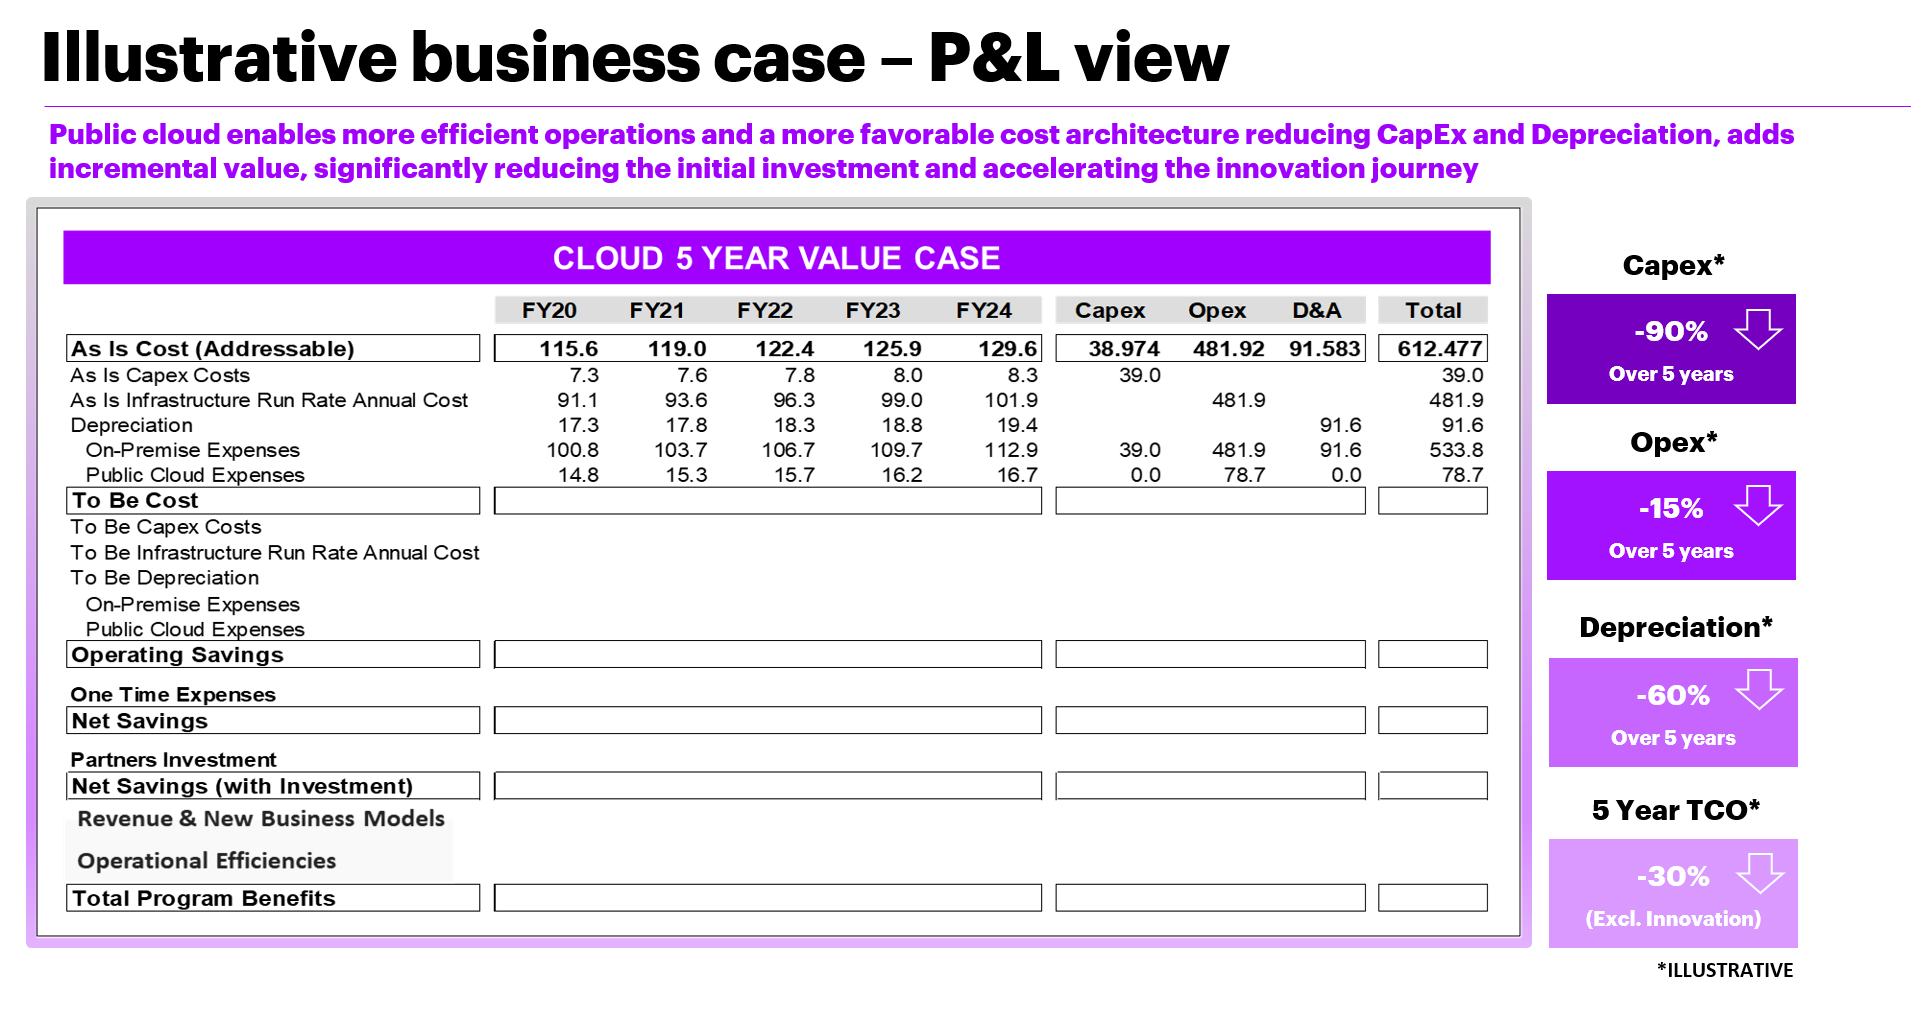 Illustrative business case – P&L view
Public cloud enables more efficient operations and a more favorable cost architecture reducing CapEx and Depreciation, adds
incremental value, significantly reducing the initial investment and accelerating the innovation journey
CLOUD 5 YEAR VALUE CASE
FY20 FY21 FY22 FY23 FY24 Capex Opex D&A Total
As Is Cost (Addressable) 115.6 119.0 122.4 125.9 129.6 38.974 481.92 91.583 612.477
As Is Capex Costs 7.3 7.6 7.8 8.0 8.3 39.0 39.0
As Is Infrastructure Run Rate Annual Cost 91.1 93.6 96.3 99.0 101.9 481.9 481.9
Depreciation 17.3 17.8 18.3 18.8 19.4 91.6 91.6
On-Premise Expenses 100.8 103.7 106.7 109.7 112.9 39.0 481.9 91.6 533.8
Public Cloud Expenses 14.8 15.3 15.7 16.2 16.7 0.0 78.7 0.0 78.7
To Be Cost
To Be Capex Costs
To Be Infrastructure Run Rate Annual Cost
To Be Depreciation
On-Premise Expenses
Public Cloud Expenses
Operating Savings
One Time Expenses
Net Savings
Partners Investment
Net Savings (with Investment)
Revenue & New Business Models
Operational Efficiencies
Total Program Benefits
Capex*
-90%
Over 5 years
Opex*
-15%
Over 5 years
Depreciation*
-60%
Over 5 years
5 Year TCO*
-30%
(Excl. Innovation)
*ILLUSTRATIVE